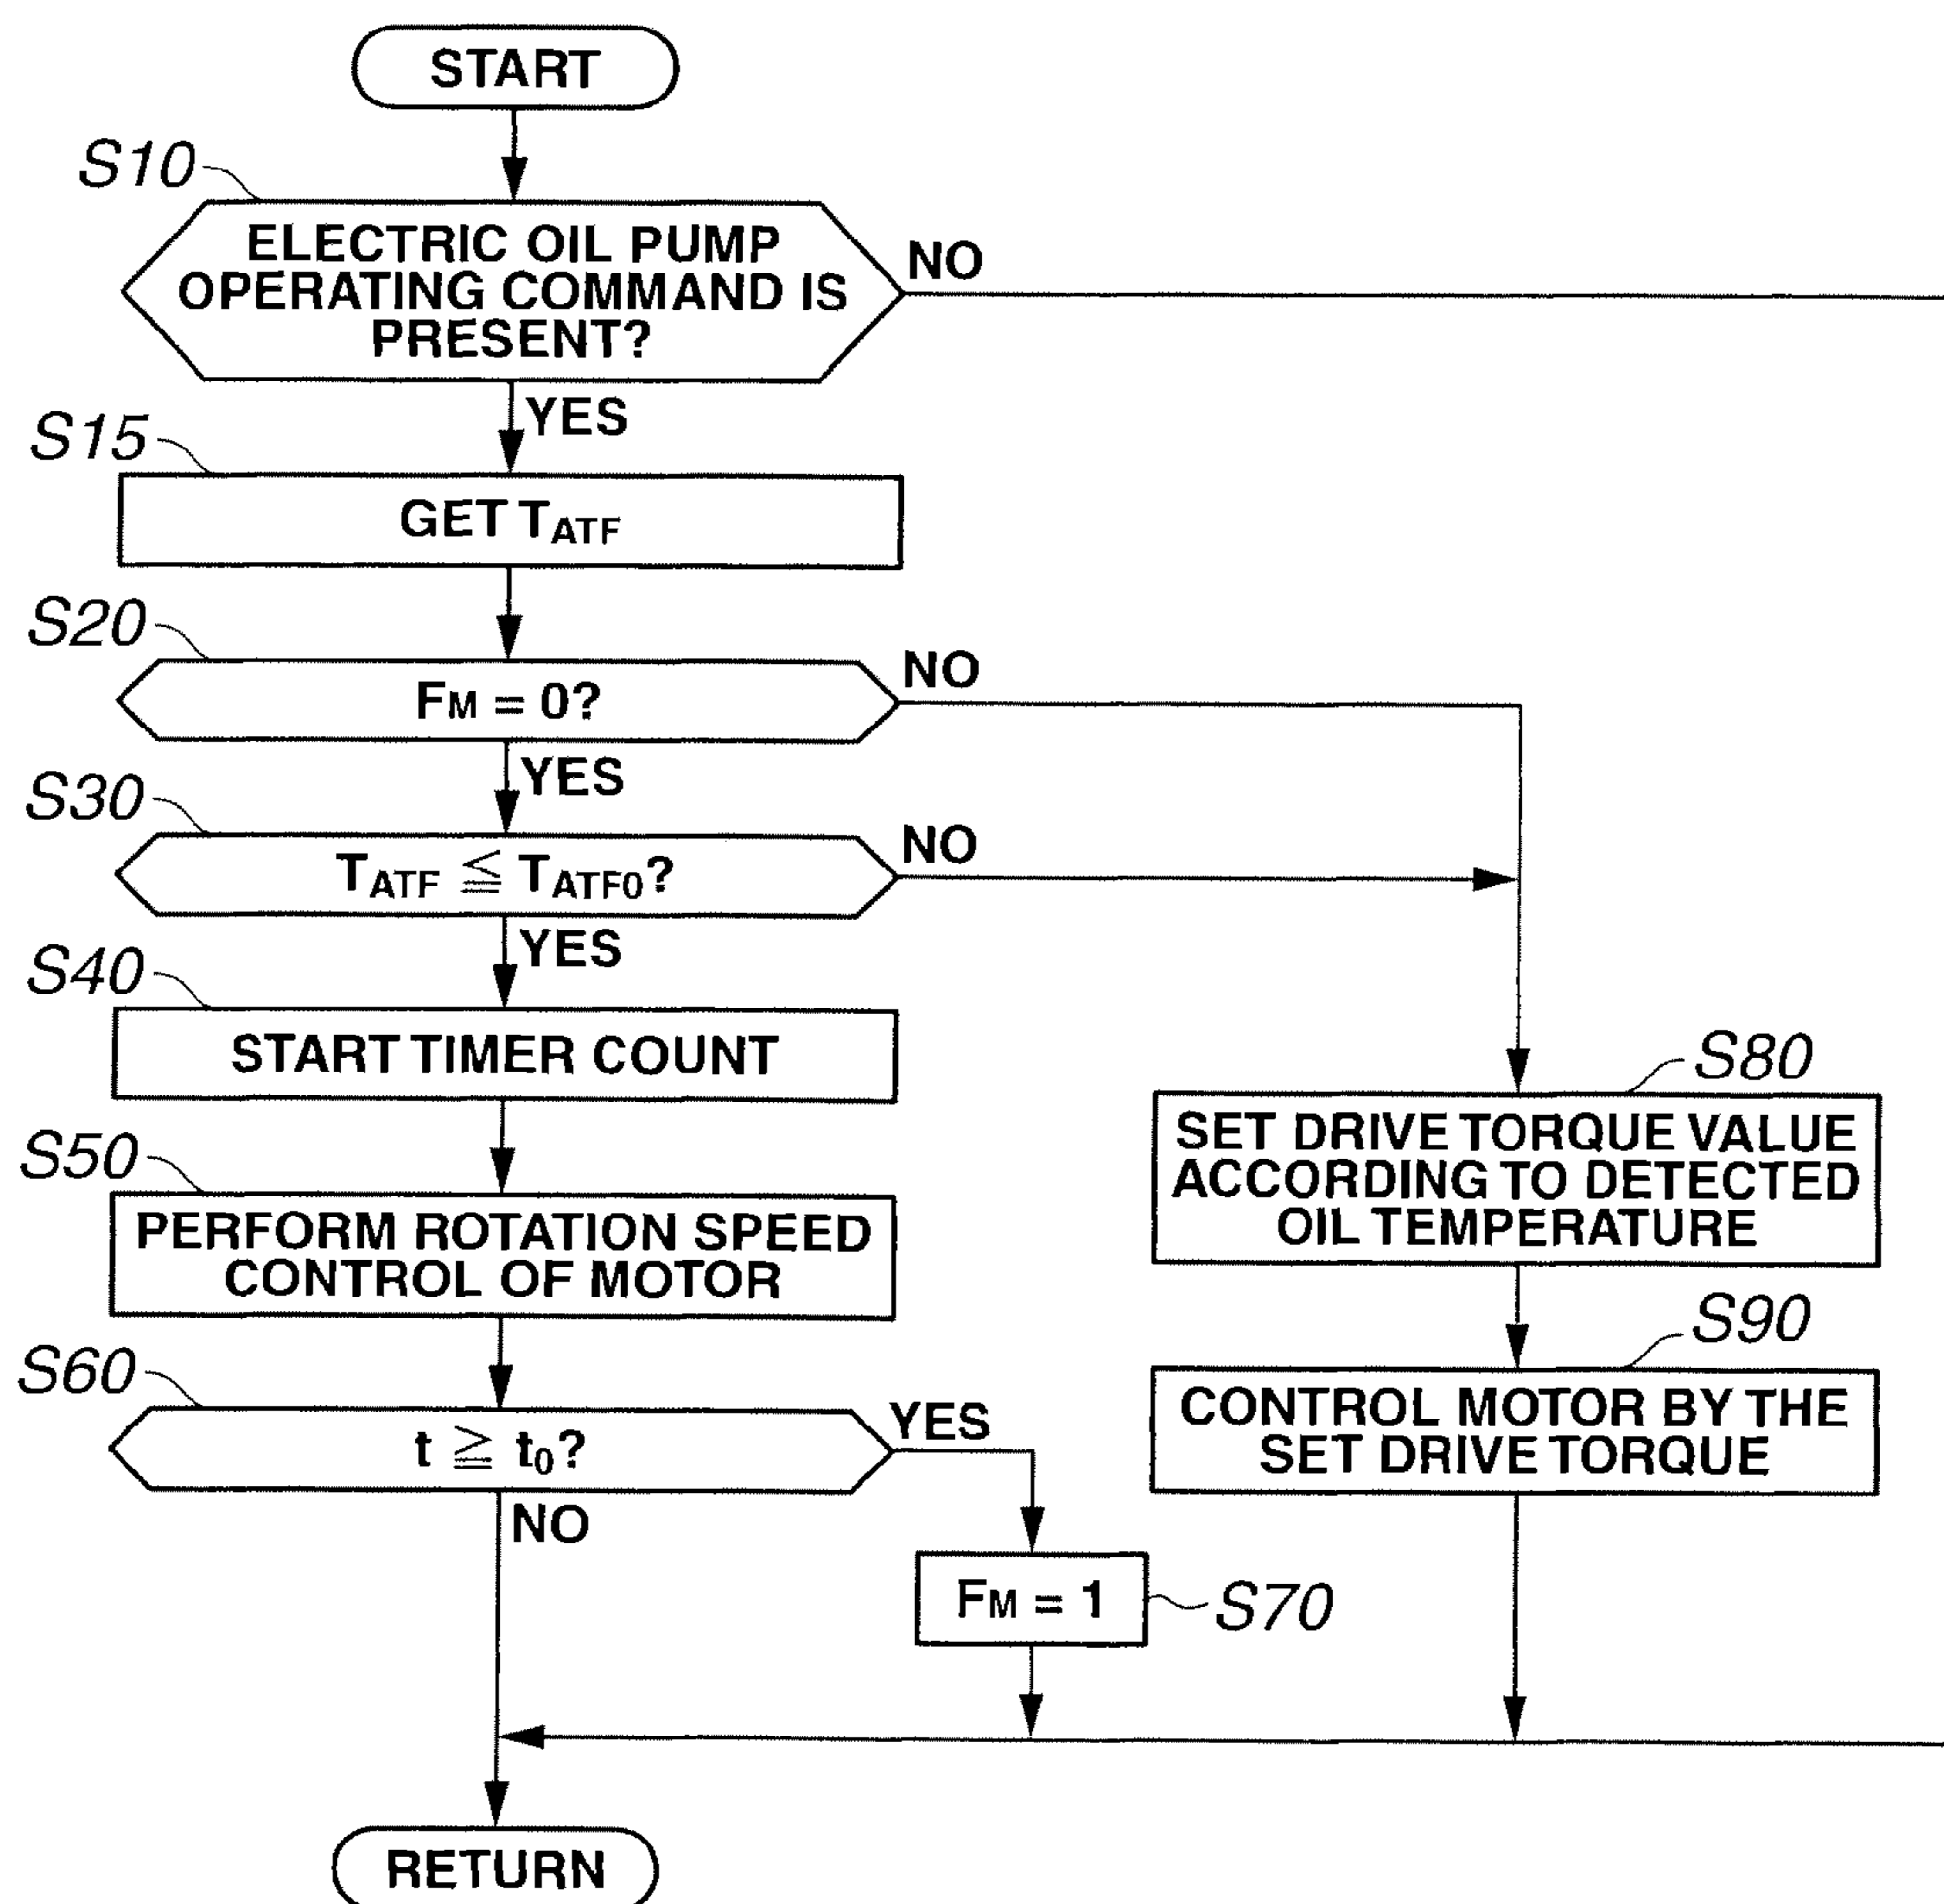 START
S10
ELECTRIC OIL PUMP
OPERATING COMMAND IS
PRESENT?
NO
YES
S15
GET TATF
S20
FM = 0?
NO
YES
S30
TATF ≦ TATF0?
NO
YES
S40
START TIMER COUNT
S50
PERFORM ROTATION SPEED
CONTROL OF MOTOR
S60
t ≧ t0?
YES
NO
FM = 1
S70
S80
SET DRIVE TORQUE VALUE
ACCORDING TO DETECTED
OIL TEMPERATURE
S90
CONTROL MOTOR BY THE
SET DRIVE TORQUE
RETURN